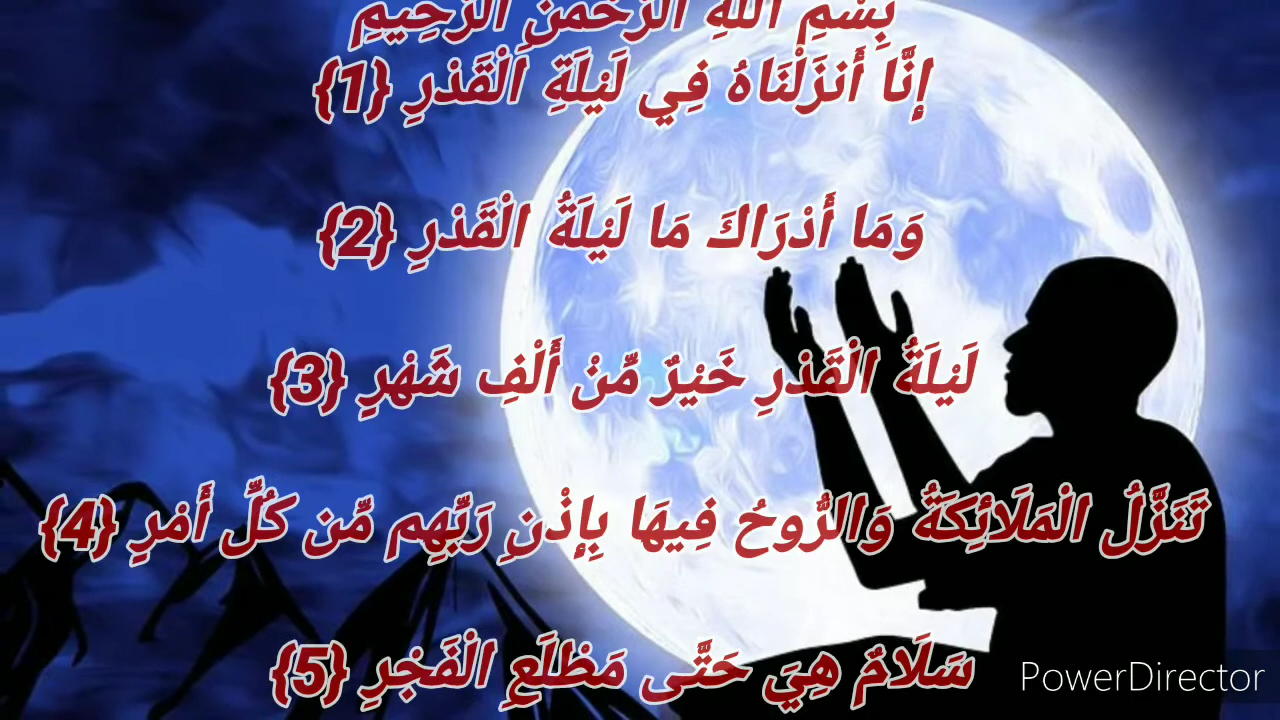 بِسْمِ اللَّهِ الرَّحْمَنِ الرَّحِيمِ
إِنَّا أَنزَلْنَاهُ فِي لَيْلَةِ الْقَدْرِ {1}
وَمَا أَدْرَاكَ مَا لَيْلَةُ الْقَدْرِ {2}
لَيْلَةُ الْقَدْرِ خَيْرٌ مِّنْ أَلْفِ شَهْرٍ {3}
تَنَزَّلُ الْمَلَائِكَةُ وَالرُّوحُ فِيهَا بِإِذْنِ رَبِّهِم مِّن كُلِّ أَمْرٍ {4}
سَلَامٌ هِيَ حَتَّى مَطْلَعِ الْفَجْرِ {5}
PowerDirector